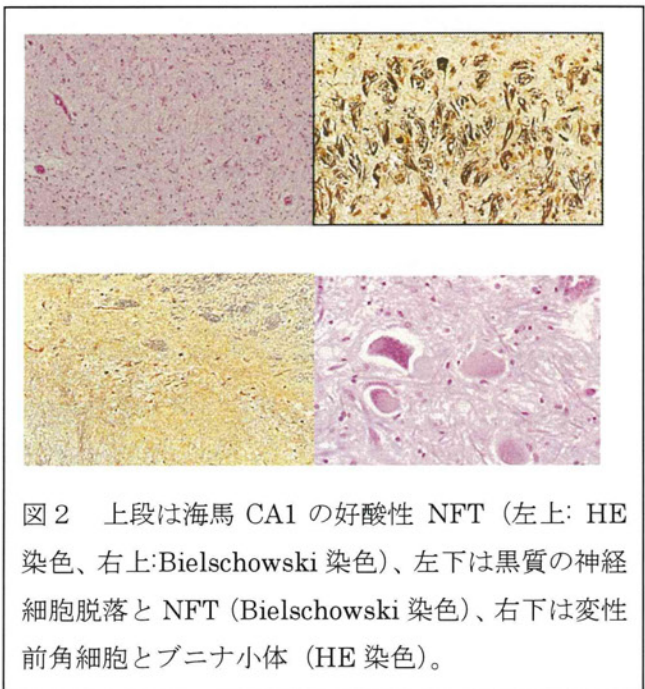 図2 上段は海馬 CA1 の好酸性 NFT (左上: HE
染色、右上:Bielschowski 染色)、左下は黒質の神経
細胞脱落と NFT (Bielschowski 染色)、右下は変性
前角細胞とブニナ小体 (HE 染色)。